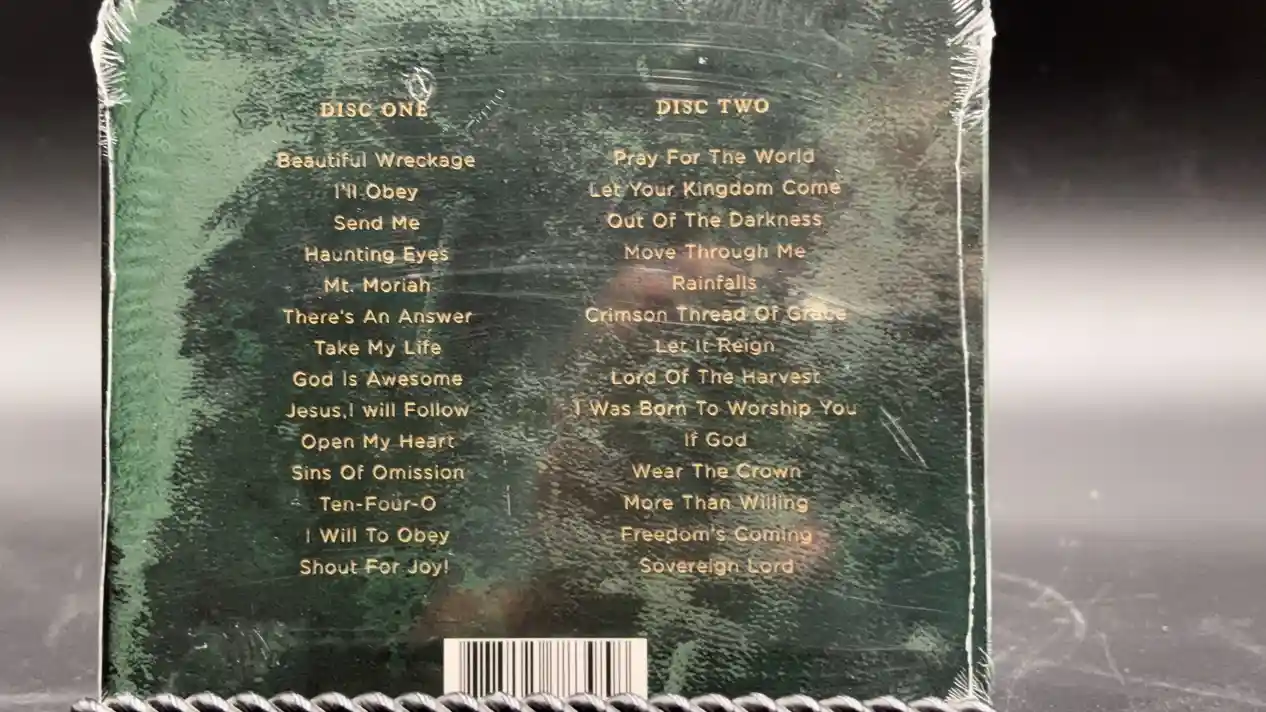 DISC ONE
Beautiful Wreckage
I'll Obey
Send Me
Haunting Eyes
Mt. Moriah
There's An Answer
Take My Life
God Is Awesome
Jesus,I will Follow
Open My Heart
Sins Of Omission
Ten-Four-O
I Will To Obey
Shout For Joy!
DISC TWO
Pray For The World
Let Your Kingdom Come
Out Of The Darkness
Move Through Me
Rainfalls
Crimson Thread Of Grace
Let It Reign
Lord Of The Harvest
I Was Born To Worship You
If God
Wear The Crown
More Than Willing
Freedom's Coming
Sovereign Lord